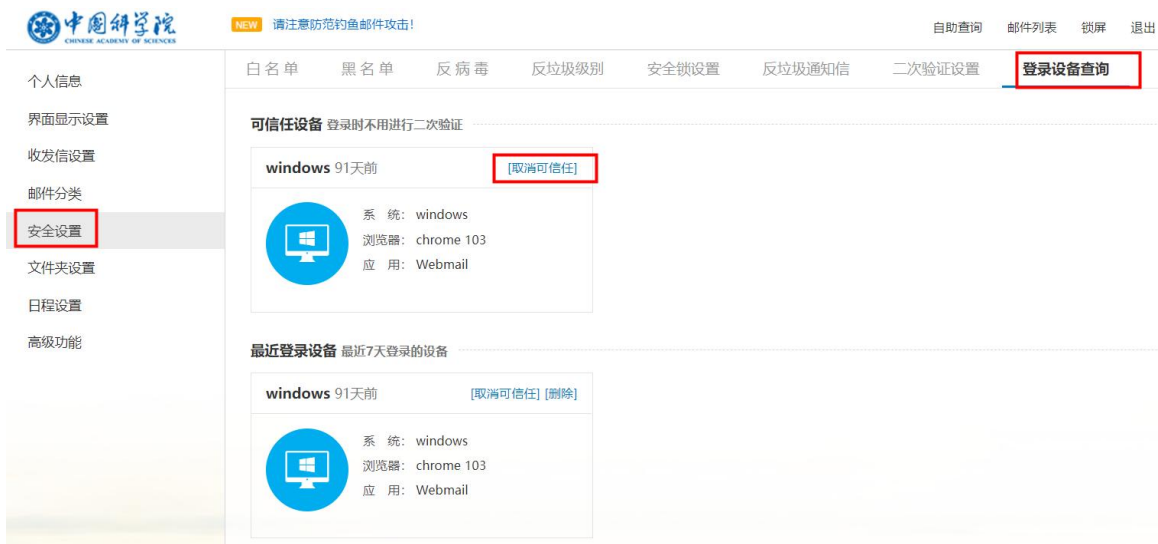 中国科学院
CHINESE ACADEMY OF SCIENCES
NEW 请注意防范钓鱼邮件攻击!
自助查询 邮件列表 锁屏 退出
个人信息
界面显示设置
收发信设置
邮件分类
安全设置
文件夹设置
日程设置
高级功能
白名单 黑名单 反病毒 反垃圾级别 安全锁设置 反垃圾通知信 二次验证设置 登录设备查询
可信任设备 登录时不用进行二次验证
windows 91天前 [取消可信任]
系 统: windows
浏览器: chrome 103
应 用: Webmail
最近登录设备 最近7天登录的设备
windows 91天前 [取消可信任] [删除]
系 统: windows
浏览器: chrome 103
应 用: Webmail